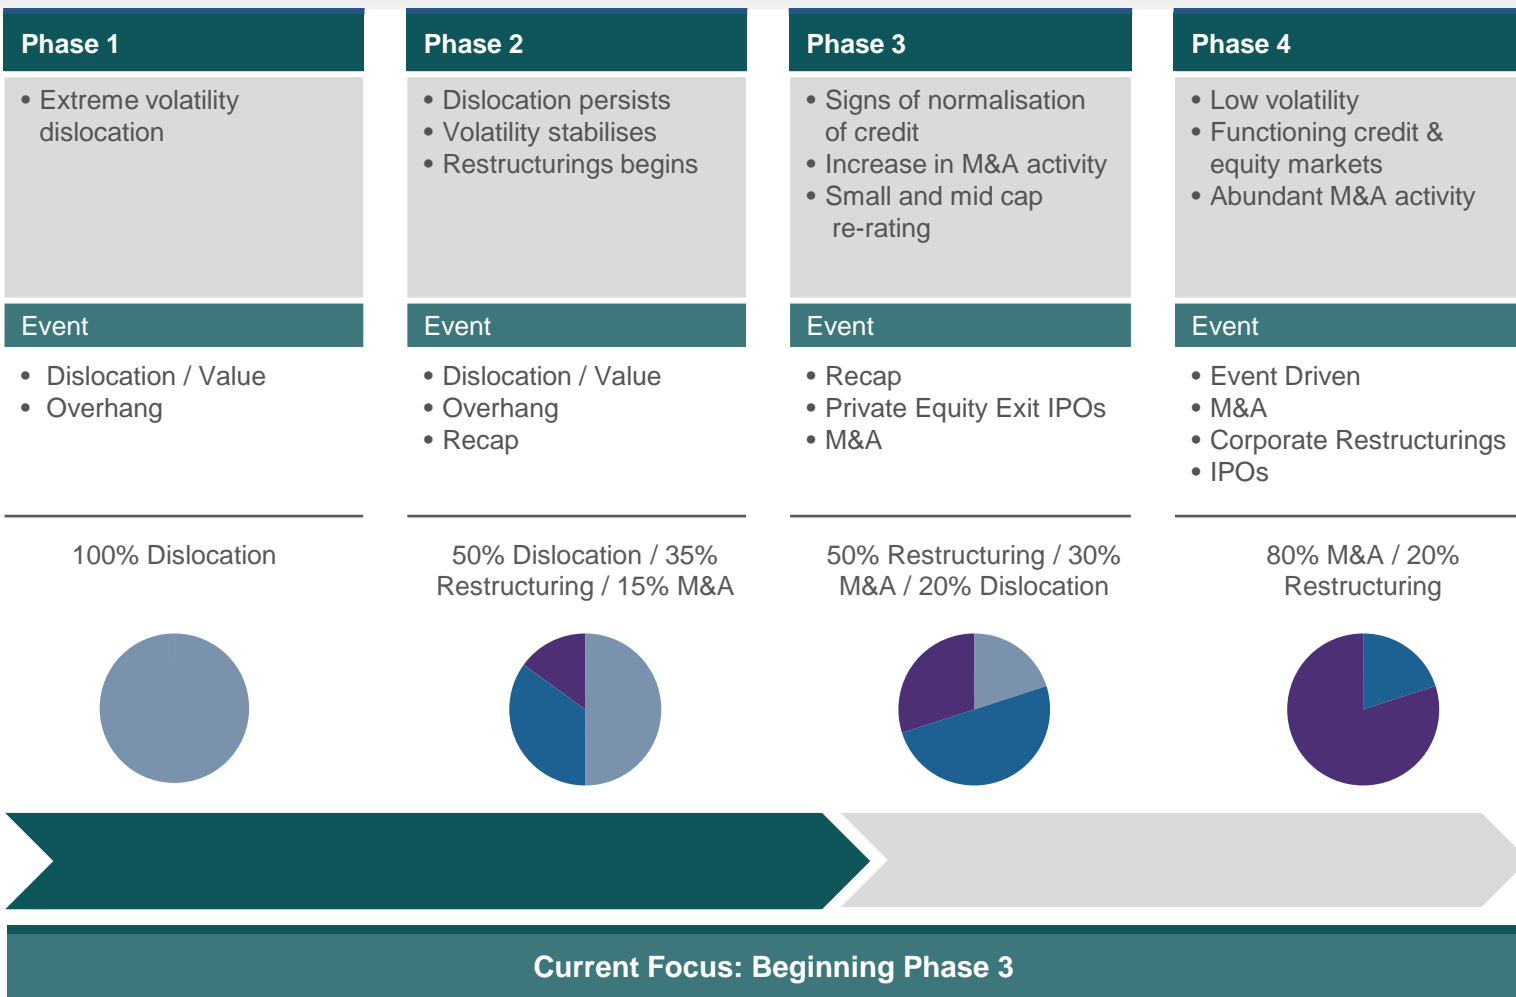 Phase 1
• Extreme volatility
dislocation
Event
• Dislocation / Value
• Overhang
100% Dislocation
Phase 2
• Dislocation persists
• Volatility stabilises
• Restructurings begins
Event
• Dislocation / Value
• Overhang
• Recap
50% Dislocation / 35%
Restructuring / 15% M&A
Phase 3
• Signs of normalisation
of credit
• Increase in M&A activity
• Small and mid cap
re-rating
Event
• Recap
• Private Equity Exit IPOs
• M&A
50% Restructuring / 30%
M&A / 20% Dislocation
Phase 4
• Low volatility
• Functioning credit &
equity markets
• Abundant M&A activity
Event
• Event Driven
• M&A
• Corporate Restructurings
• IPOs
80% M&A / 20%
Restructuring
Current Focus: Beginning Phase 3